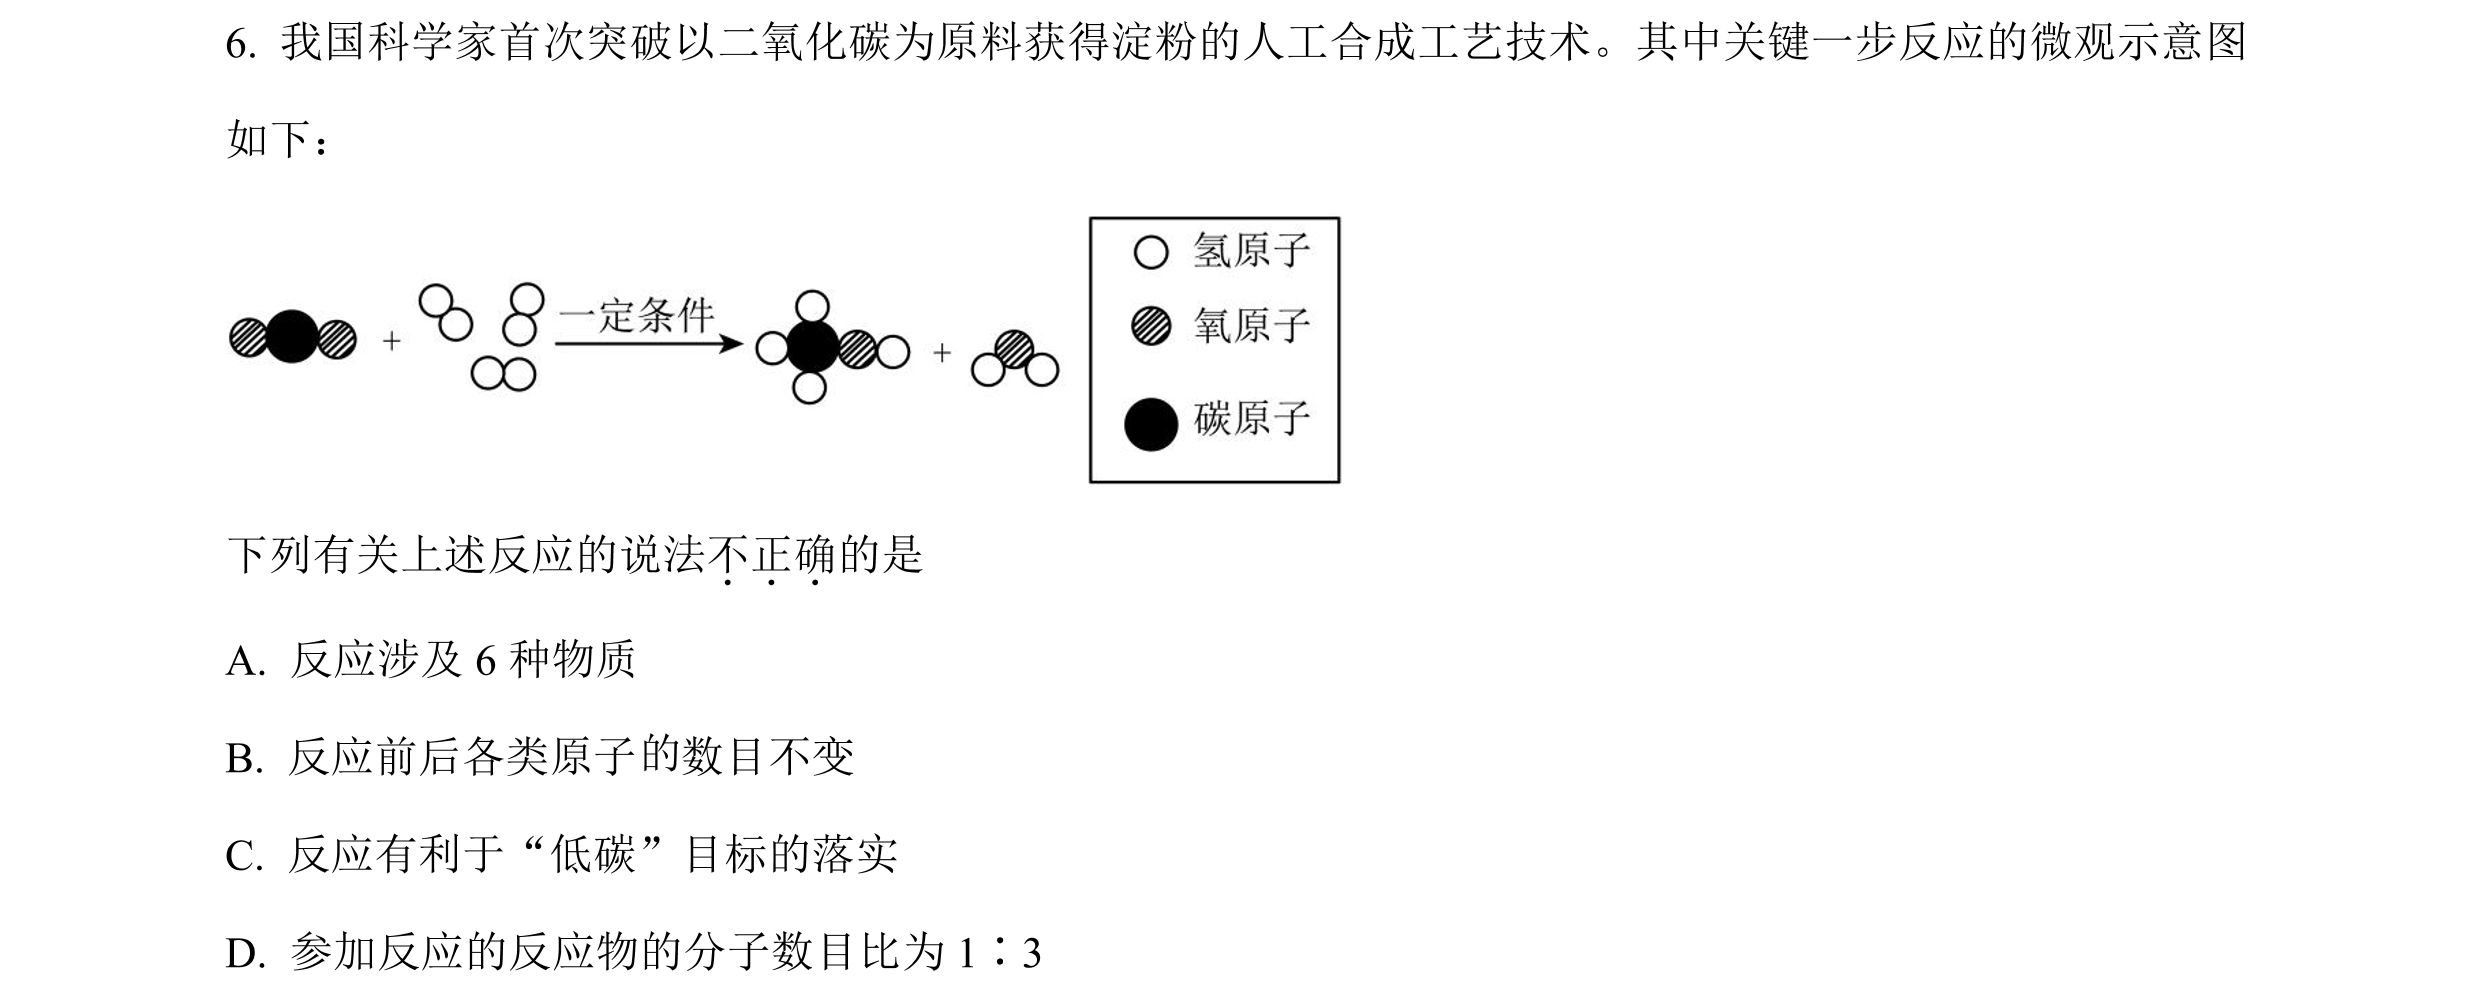 6. 我国科学家首次突破以二氧化碳为原料获得淀粉的人工合成工艺技术。其中关键一步反应的微观示意图
如下：
+ 一定条件 +
氢原子
氧原子
碳原子
下列有关上述反应的说法不正确的是
A. 反应涉及 6 种物质
B. 反应前后各类原子的数目不变
C. 反应有利于“低碳”目标的落实
D. 参加反应的反应物的分子数目比为 1∶3